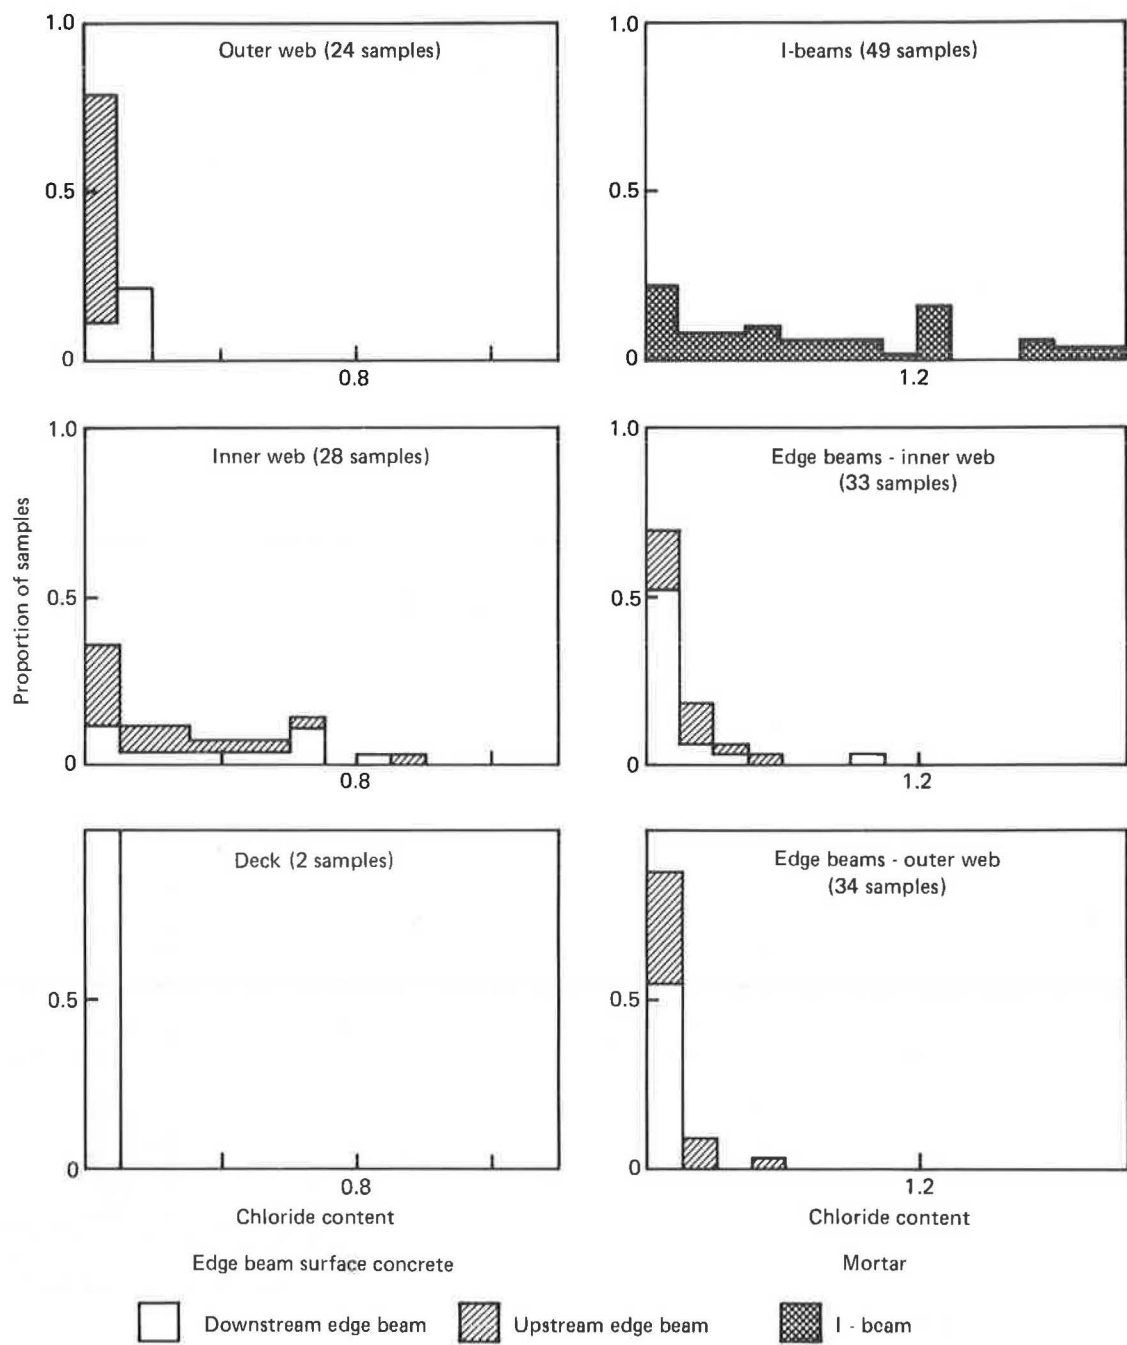 1.0
Outer web (24 samples)
0.5
0
0.8
1.0
I-beams (49 samples)
0.5
0
1.2
Proportion of samples
1.0
Inner web (28 samples)
0.5
0
0.8
1.0
Edge beams - inner web
(33 samples)
0.5
0
1.2
Deck (2 samples)
0.5
0
0.8
Chloride content
Edge beam surface concrete
Edge beams - outer web
(34 samples)
0.5
0
1.2
Chloride content
Mortar
Downstream edge beam Upstream edge beam I - beam